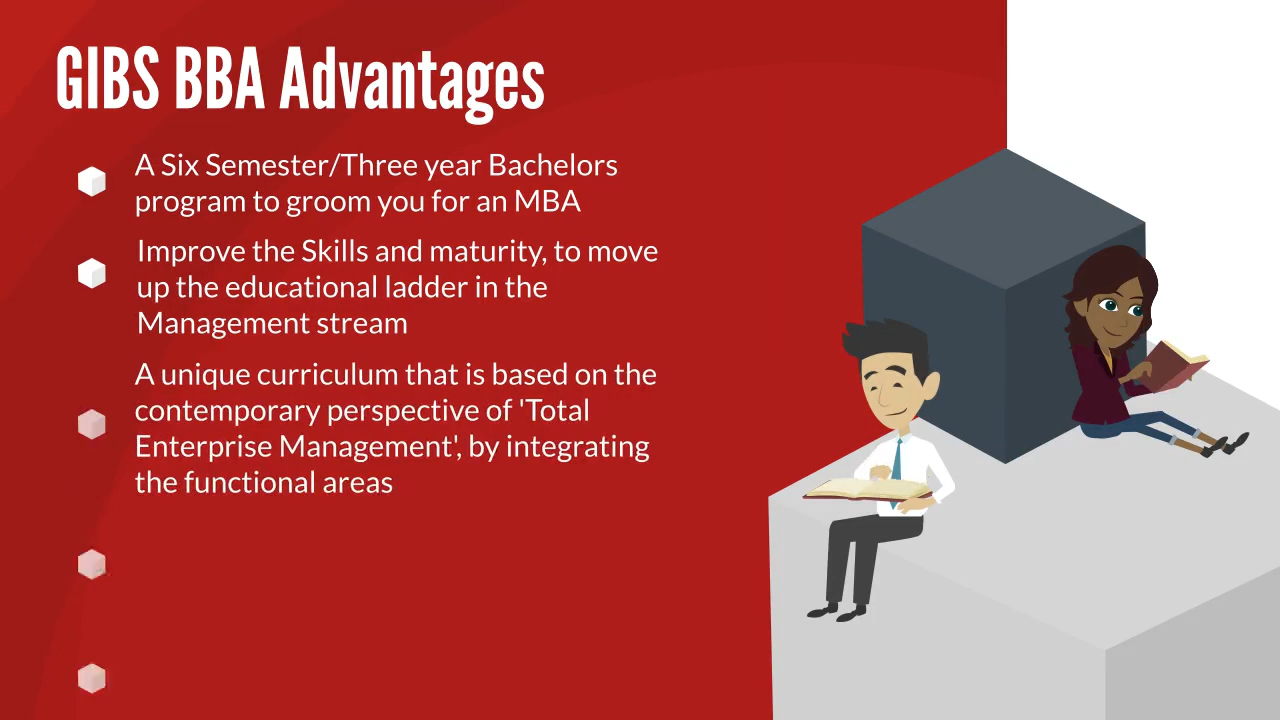 GIBS BBA Advantages
A Six Semester/Three year Bachelors
program to groom you for an MBA
Improve the Skills and maturity, to move
up the educational ladder in the
Management stream
A unique curriculum that is based on the
contemporary perspective of 'Total
Enterprise Management', by integrating
the functional areas